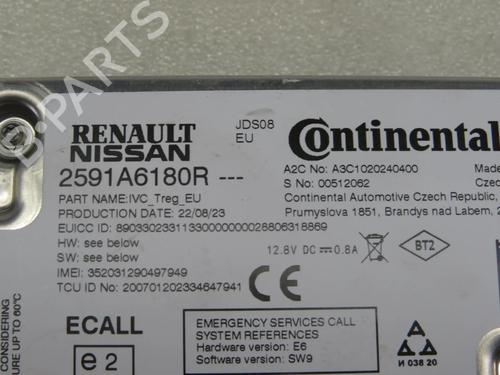 RENAULT
NISSAN
JDS08
EU
Continental
2591A6180R ---
A2C No: A3C1020240400
Made
S No: 00512062
Czec
PART NAME:IVC_Treg_EU
Continental Automotive Czech Republic,
PRODUCTION DATE: 22/08/23
Prumyslova 1851, Brandys nad Labem, 2
EUICC ID: 89033023311330000000026806318869
HW: see below
12.8V DC 0.8A
BT2
SW: see below
IMEI: 352031290497949
TCU ID No: 200701202334647941
CE
ECALL
EMERGENCY SERVICES CALL
SYSTEM REFERENCES
Hardware version: E6
Software version: SW9
e2
И 038 20
CONSIDERING
URE UP TO 60°C
B-PARTS